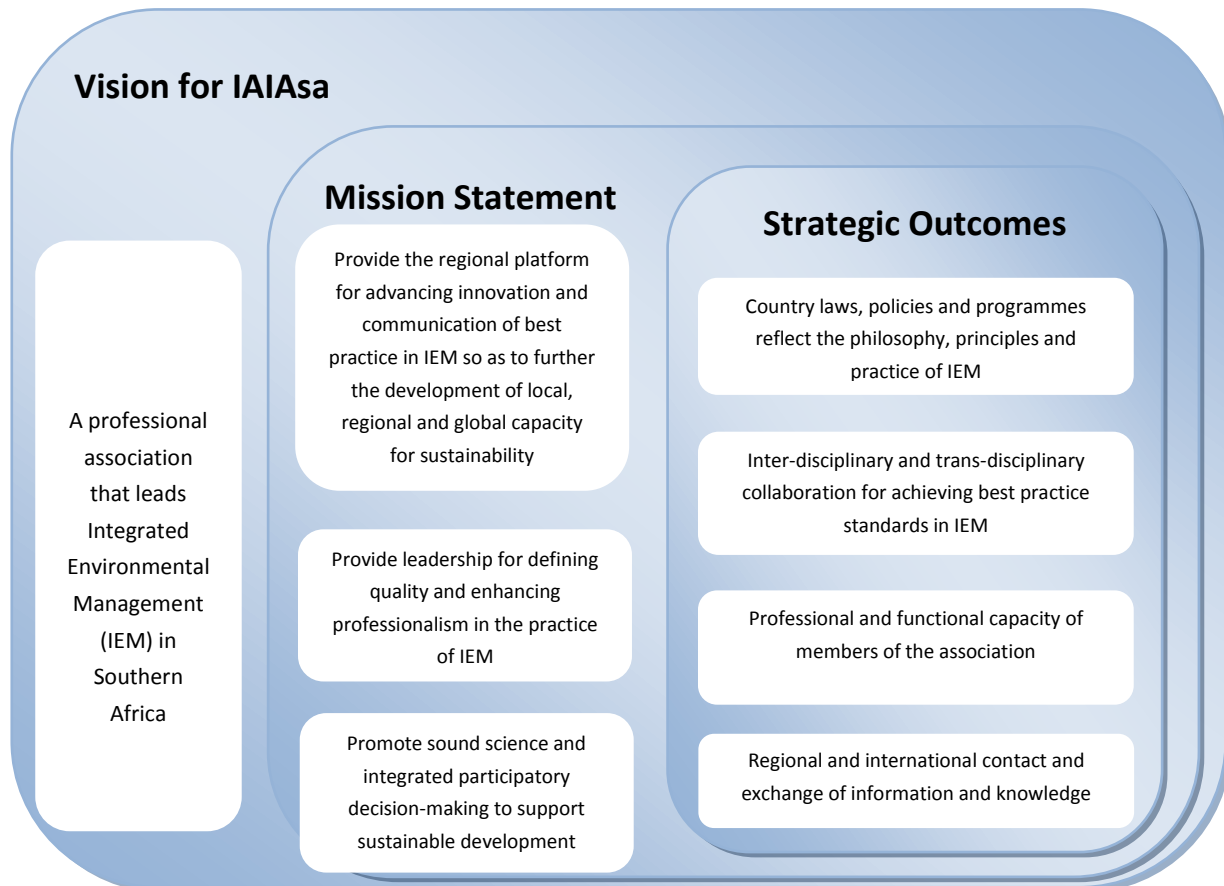 Vision for IAIAsa
A professional
association
that leads
Integrated
Environmental
Management
(IEM) in
Southern
Africa
Mission Statement
Provide the regional platform
for advancing innovation and
communication of best
practice in IEM so as to further
the development of local,
regional and global capacity
for sustainability
Provide leadership for defining
quality and enhancing
professionalism in the practice
of IEM
Promote sound science and
integrated participatory
decision-making to support
sustainable development
Strategic Outcomes
Country laws, policies and programmes
reflect the philosophy, principles and
practice of IEM
Inter-disciplinary and trans-disciplinary
collaboration for achieving best practice
standards in IEM
Professional and functional capacity of
members of the association
Regional and international contact and
exchange of information and knowledge